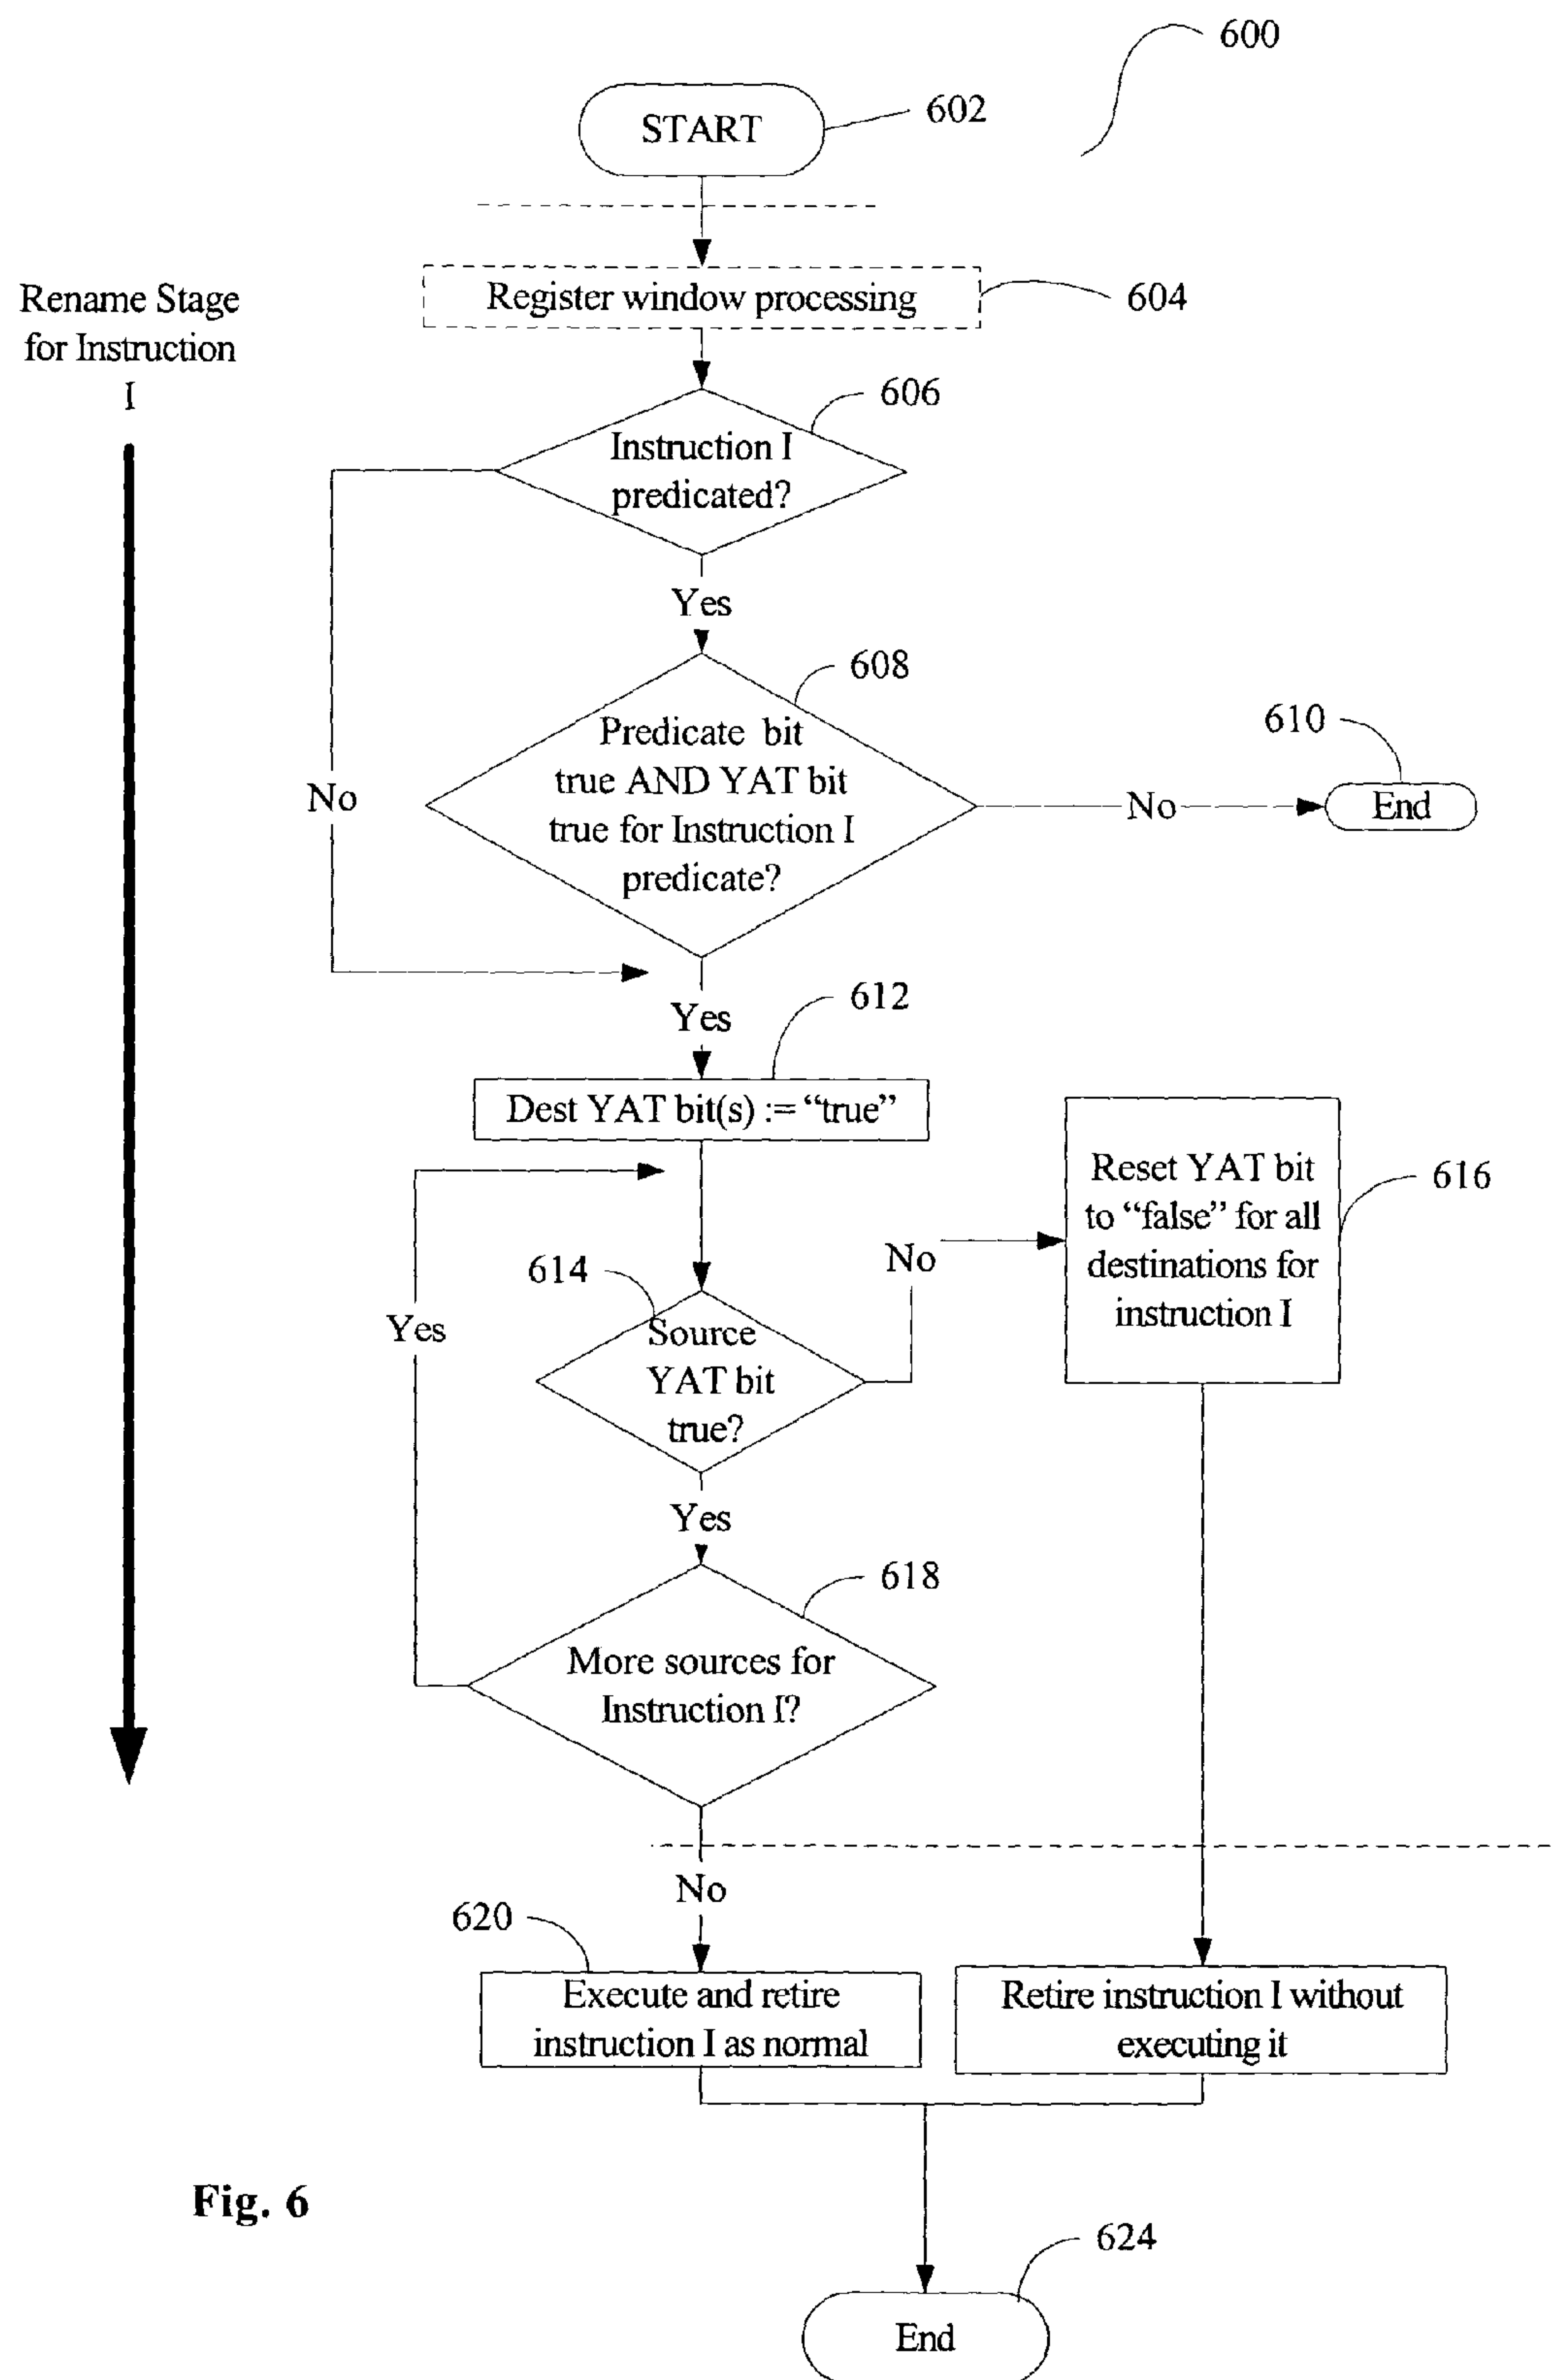 600
START
602
Rename Stage
for Instruction
I
Register window processing
604
606
Instruction I
predicated?
Yes
608
Predicate bit
true AND YAT bit
true for Instruction I
predicate?
No
No
610
End
Yes
612
Dest YAT bit(s) := “true”
Reset YAT bit
to “false” for all
destinations for
instruction I
616
No
614
Source
YAT bit
true?
Yes
Yes
618
More sources for
Instruction I?
No
620
Execute and retire
instruction I as normal
Retire instruction I without
executing it
Fig. 6
624
End